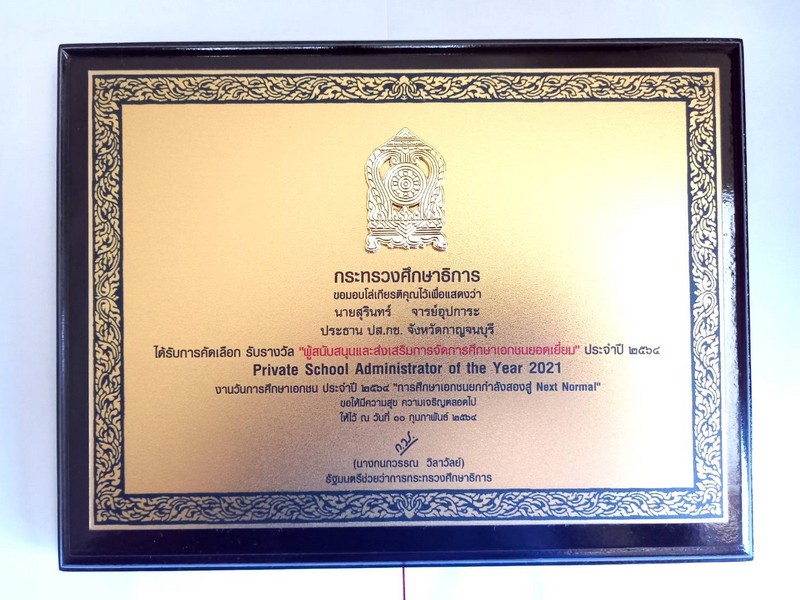 กระทรวงศึกษาธิการ
ขอมอบโล่เกียรติคุณไว้เพื่อแสดงว่า
นายสุรินทร์ จารย์อุปการะ
ประธาน ปส.กช. จังหวัดกาญจนบุรี
ได้รับการคัดเลือก รับรางวัล "ผู้สนับสนุนและส่งเสริมการจัดการศึกษาเอกชนยอดเยี่ยม" ประจำปี ๒๕๖๔
Private School Administrator of the Year 2021
งานวันการศึกษาเอกชน ประจำปี ๒๕๖๔ "การศึกษาเอกชนยกกำลังสองสู่ Next Normal"
ขอให้มีความสุข ความเจริญตลอดไป
ให้ไว้ ณ วันที่ ๑๐ กุมภาพันธ์ ๒๕๖๔
(นางกนกวรรณ วิลาวัลย์)
รัฐมนตรีช่วยว่าการกระทรวงศึกษาธิการ